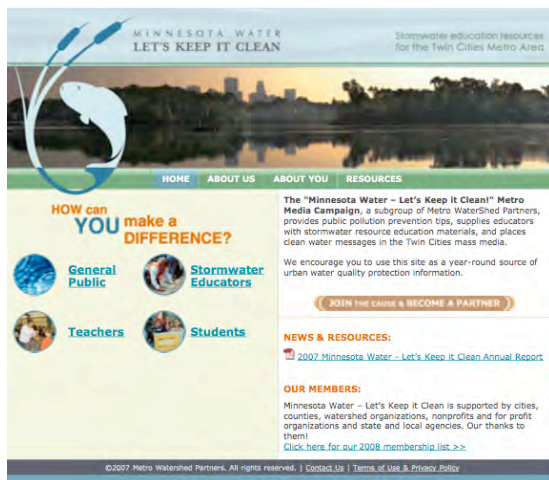 MINNESOTA WATER
LET'S KEEP IT CLEAN
Stormwater education resources
for the Twin Cities Metro Area
HOME ABOUT US ABOUT YOU RESOURCES
HOW can
YOU make a
DIFFERENCE?
General
Public
Stormwater
Educators
Teachers
Students
The "Minnesota Water – Let's Keep it Clean!" Metro
Media Campaign, a subgroup of Metro WaterShed Partners,
provides public pollution prevention tips, supplies educators
with stormwater resource education materials, and places
clean water messages in the Twin Cities mass media.
We encourage you to use this site as a year-round source of
urban water quality protection information.
JOIN THE CAUSE & BECOME A PARTNER
NEWS & RESOURCES:
2007 Minnesota Water - Let's Keep it Clean Annual Report
OUR MEMBERS:
Minnesota Water – Let's Keep it Clean is supported by cities,
counties, watershed organizations, nonprofits and for profit
organizations and state and local agencies. Our thanks to
them!
Click here for our 2008 membership list >>
©2007 Metro Watershed Partners. All rights reserved. | Contact Us | Terms of Use & Privacy Policy